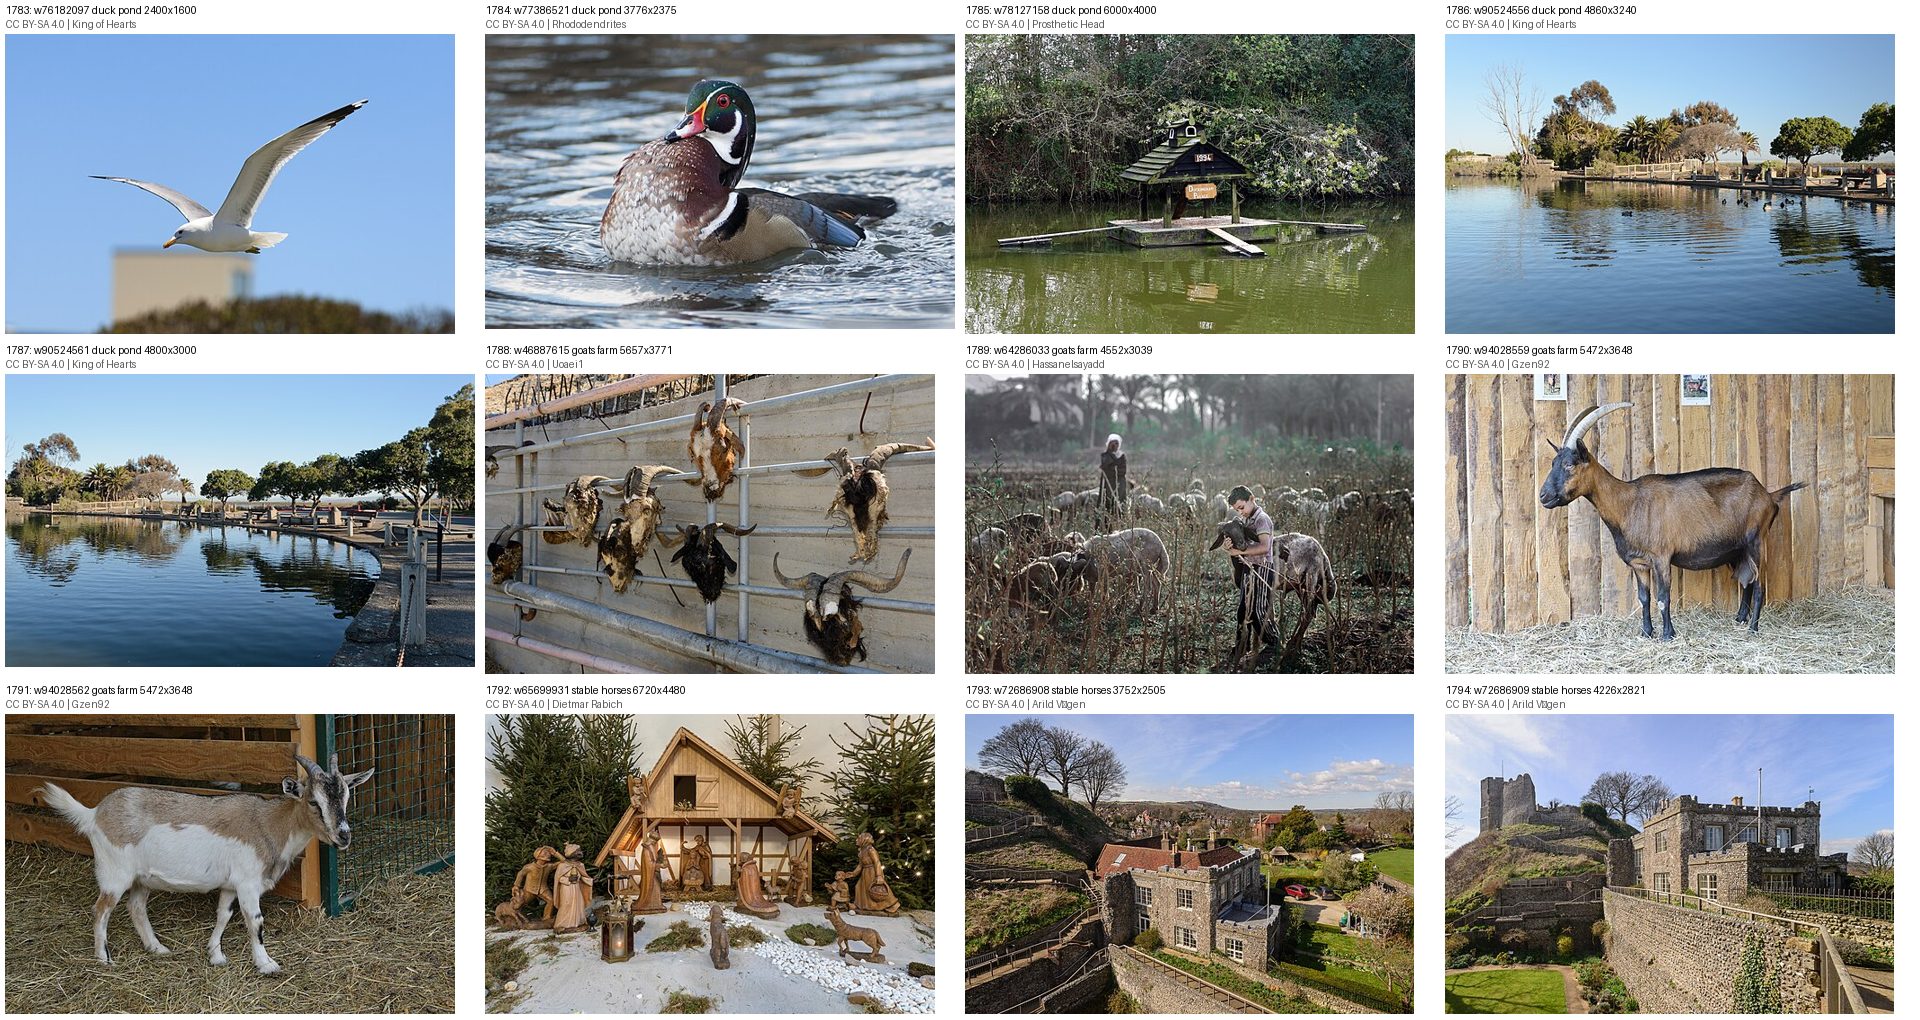 1783: w76182097 duck pond 2400x1600
CC BY-SA 4.0 | King of Hearts
1784: w77386521 duck pond 3776x2375
CC BY-SA 4.0 | Rhododendrites
1785: w78127158 duck pond 6000x4000
CC BY-SA 4.0 | Prosthetic Head
1786: w90524556 duck pond 4860x3240
CC BY-SA 4.0 | King of Hearts
1994
1787: w90524561 duck pond 4800x3000
CC BY-SA 4.0 | King of Hearts
1788: w46887615 goats farm 5657x3771
CC BY-SA 4.0 | Uoaei1
1789: w64286033 goats farm 4552x3039
CC BY-SA 4.0 | Hassanelsayadd
1790: w94028559 goats farm 5472x3648
CC BY-SA 4.0 | Gzen92
1791: w94028562 goats farm 5472x3648
CC BY-SA 4.0 | Gzen92
1792: w65699931 stable horses 6720x4480
CC BY-SA 4.0 | Dietmar Rabich
1793: w72686908 stable horses 3752x2505
CC BY-SA 4.0 | Arild V▯gen
1794: w72686909 stable horses 4226x2821
CC BY-SA 4.0 | Arild V▯gen